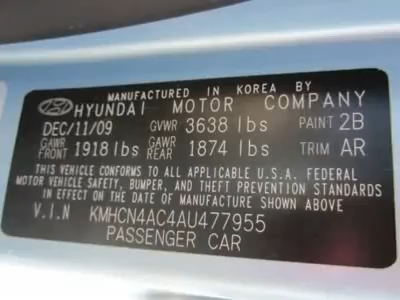 MANUFACTURED IN KOREA BY
HYUNDAI MOTOR COMPANY
DEC/11/09 GVWR 3638 lbs PAINT 2B
GAWR FRONT 1918 lbs GAWR REAR 1874 lbs TRIM AR
THIS VEHICLE CONFORMS TO ALL APPLICABLE U.S.A. FEDERAL
MOTOR VEHICLE SAFETY, BUMPER, AND THEFT PREVENTION STANDARDS
IN EFFECT ON THE DATE OF MANUFACTURE SHOWN ABOVE
V.I.N KMHCN4AC4AU477955
PASSENGER CAR